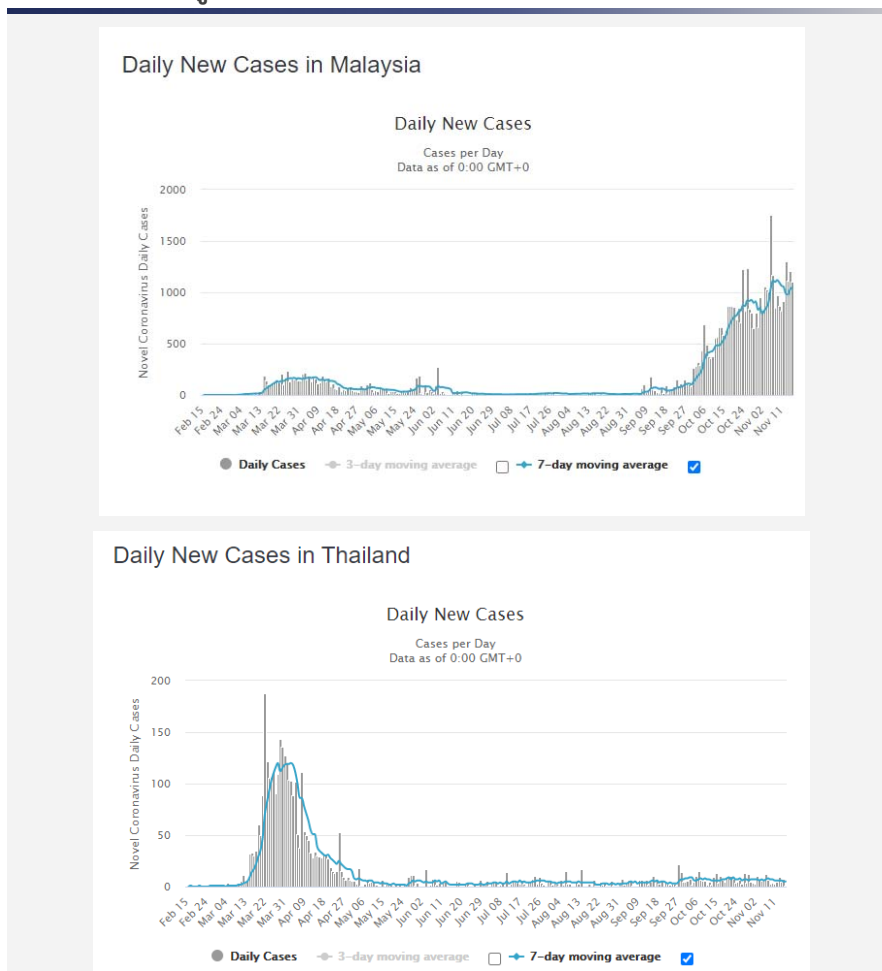 Daily New Cases in Malaysia
Daily New Cases
Cases per Day
Data as of 0:00 GMT+0
Novel Coronavirus Daily Cases
2000
1500
1000
500
0
Feb 15
Feb 24
Mar 04
Mar 13
Mar 22
Mar 31
Apr 09
Apr 18
Apr 27
May 06
May 15
May 24
Jun 02
Jun 11
Jun 20
Jun 29
Jul 08
Jul 17
Jul 26
Aug 04
Aug 13
Aug 22
Aug 31
Sep 09
Sep 18
Sep 27
Oct 06
Oct 15
Oct 24
Nov 02
Nov 11
Daily Cases 3-day moving average 7-day moving average
Daily New Cases in Thailand
Daily New Cases
Cases per Day
Data as of 0:00 GMT+0
Novel Coronavirus Daily Cases
200
150
100
50
0
Feb 15
Feb 24
Mar 04
Mar 13
Mar 22
Mar 31
Apr 09
Apr 18
Apr 27
May 06
May 15
May 24
Jun 02
Jun 11
Jun 20
Jun 29
Jul 08
Jul 17
Jul 26
Aug 04
Aug 13
Aug 22
Aug 31
Sep 09
Sep 18
Sep 27
Oct 06
Oct 15
Oct 24
Nov 02
Nov 11
Daily Cases 3-day moving average 7-day moving average